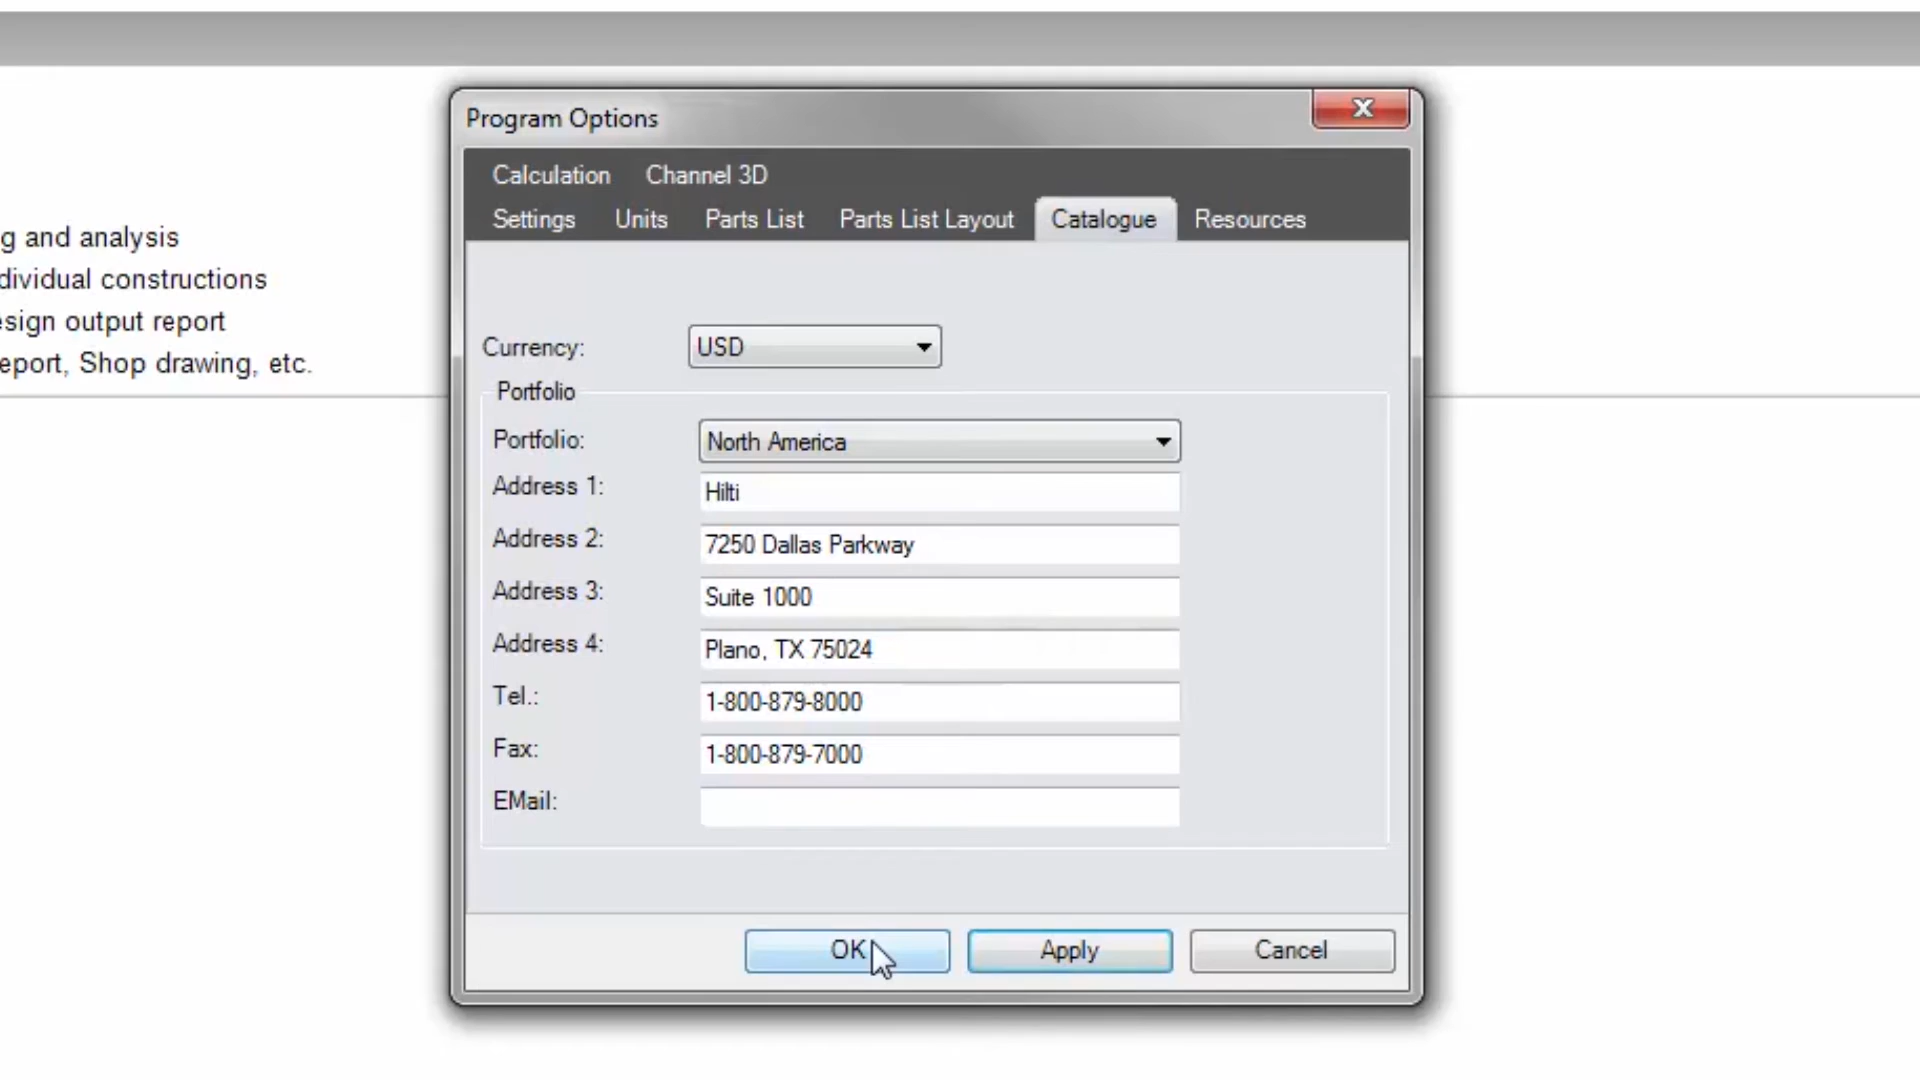 g and analysis
dividual constructions
esign output report
eport, Shop drawing, etc.
Program Options
X
Calculation Channel 3D
Settings Units Parts List Parts List Layout Catalogue Resources
Currency: USD
Portfolio
Portfolio: North America
Address 1: Hilti
Address 2: 7250 Dallas Parkway
Address 3: Suite 1000
Address 4: Plano, TX 75024
Tel.: 1-800-879-8000
Fax: 1-800-879-7000
EMail:
OK Apply Cancel